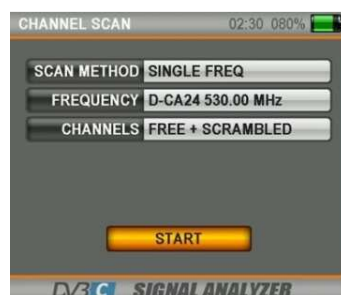 CHANNEL SCAN 02:30 080%
SCAN METHOD SINGLE FREQ
FREQUENCY D-CA24 530.00 MHz
CHANNELS FREE + SCRAMBLED
START
DVB C SIGNAL ANALYZER